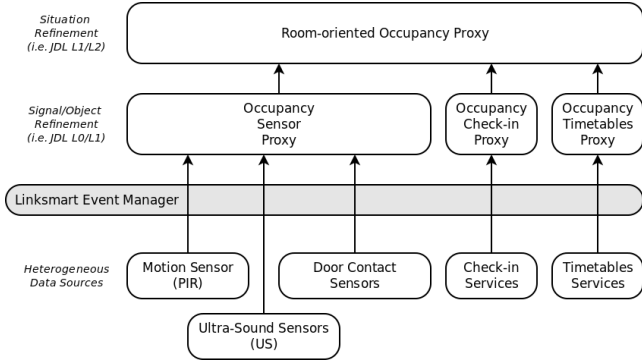 Situation
Refinement
(i.e. JDL L1/L2)
Room-oriented Occupancy Proxy
Signal/Object
Refinement
(i.e. JDL L0/L1)
Occupancy
Sensor
Proxy
Occupancy
Check-in
Proxy
Occupancy
Timetables
Proxy
Linksmart Event Manager
Heterogeneous
Data Sources
Motion Sensor
(PIR)
Door Contact
Sensors
Check-in
Services
Timetables
Services
Ultra-Sound Sensors
(US)